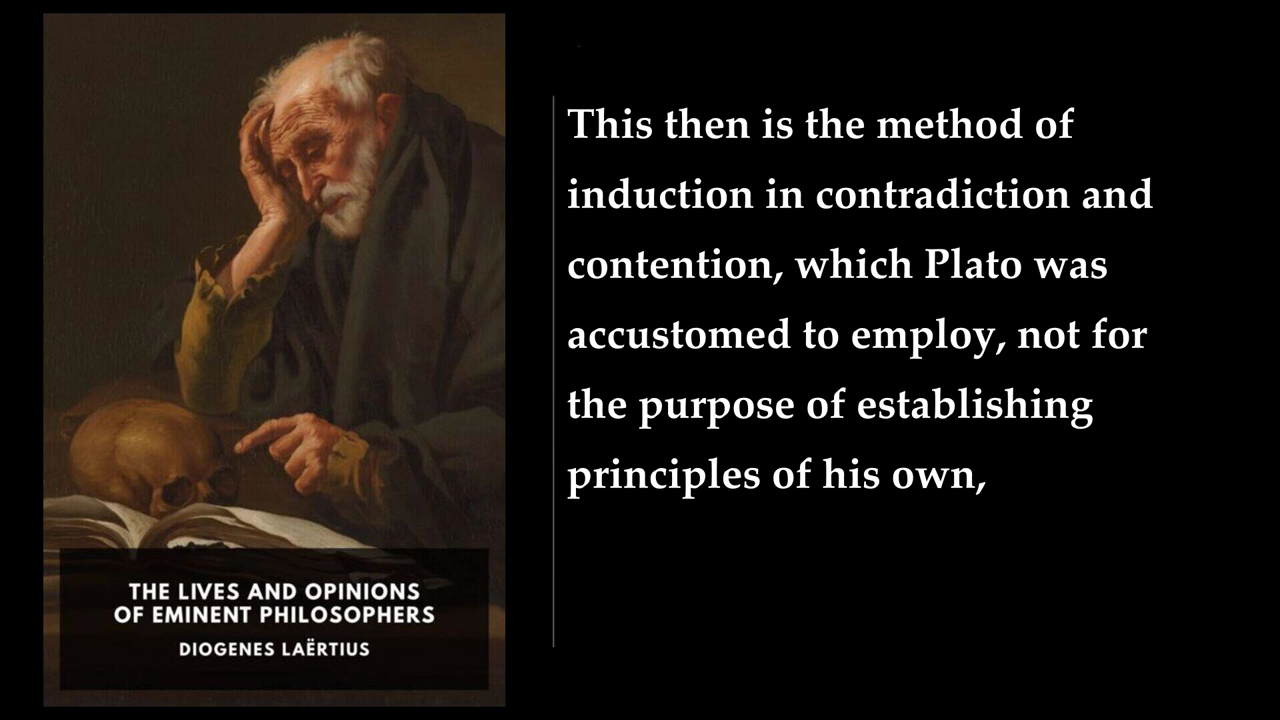 This then is the method of
induction in contradiction and
contention, which Plato was
accustomed to employ, not for
the purpose of establishing
principles of his own,
THE LIVES AND OPINIONS
OF EMINENT PHILOSOPHERS
DIOGENES LAËRTIUS